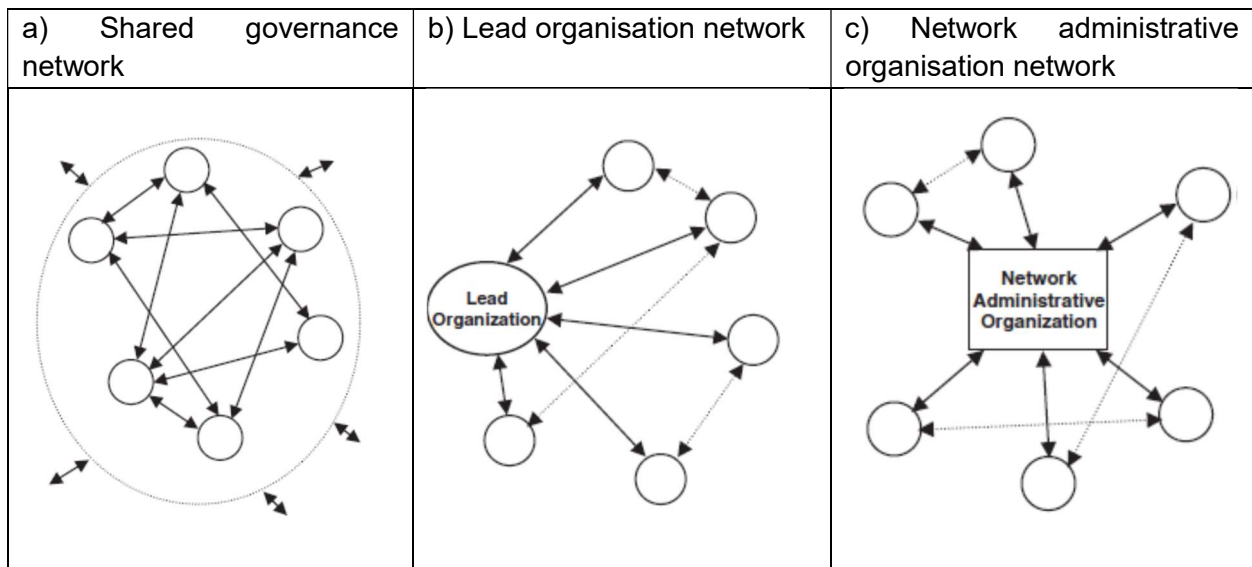 a) Shared governance
network
b) Lead organisation network
c) Network administrative
organisation network
Lead
Organization
Network
Administrative
Organization